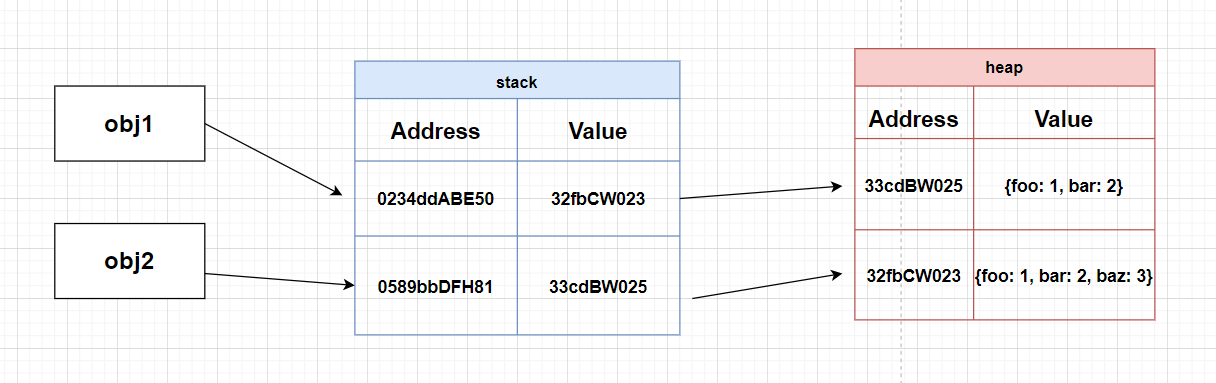 obj1
obj2
stack
Address Value
0234ddABE50 32fbCW023
0589bbDFH81 33cdBW025
heap
Address Value
33cdBW025 {foo: 1, bar: 2}
32fbCW023 {foo: 1, bar: 2, baz: 3}